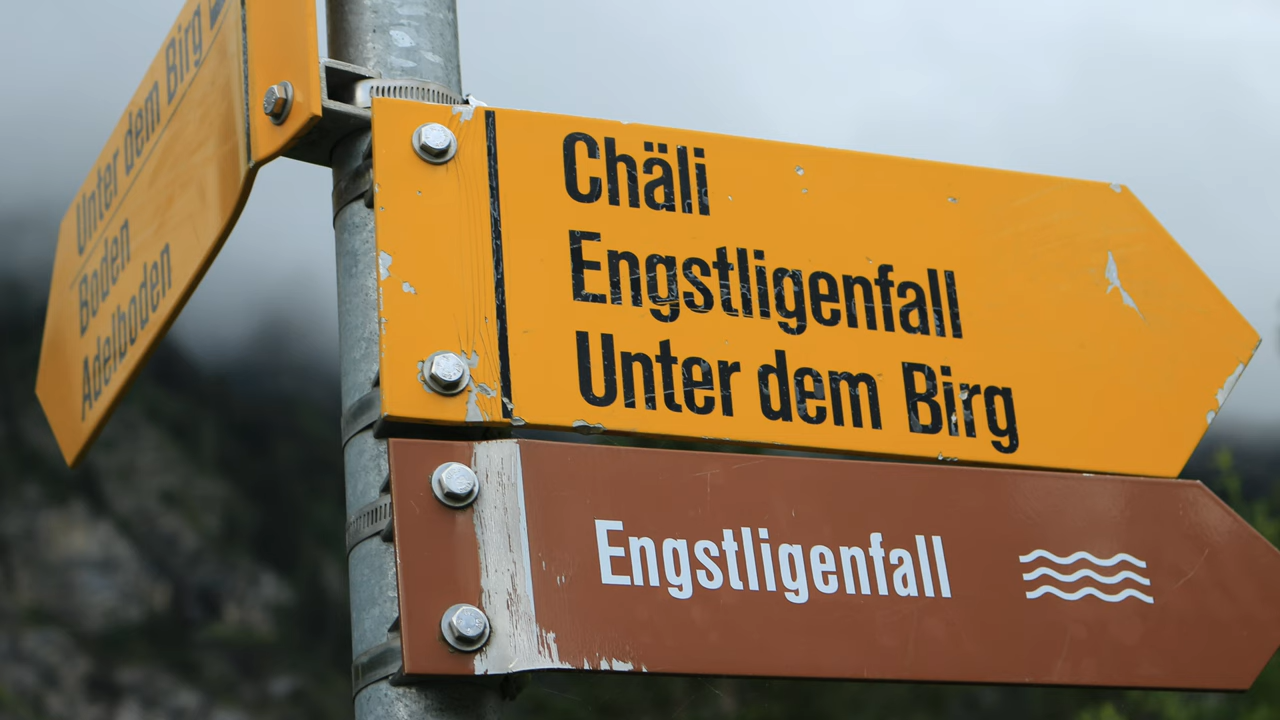 Unter dem Birg
Boden
Adelboden
Chäli
Engstligenfall
Unter dem Birg
Engstligenfall